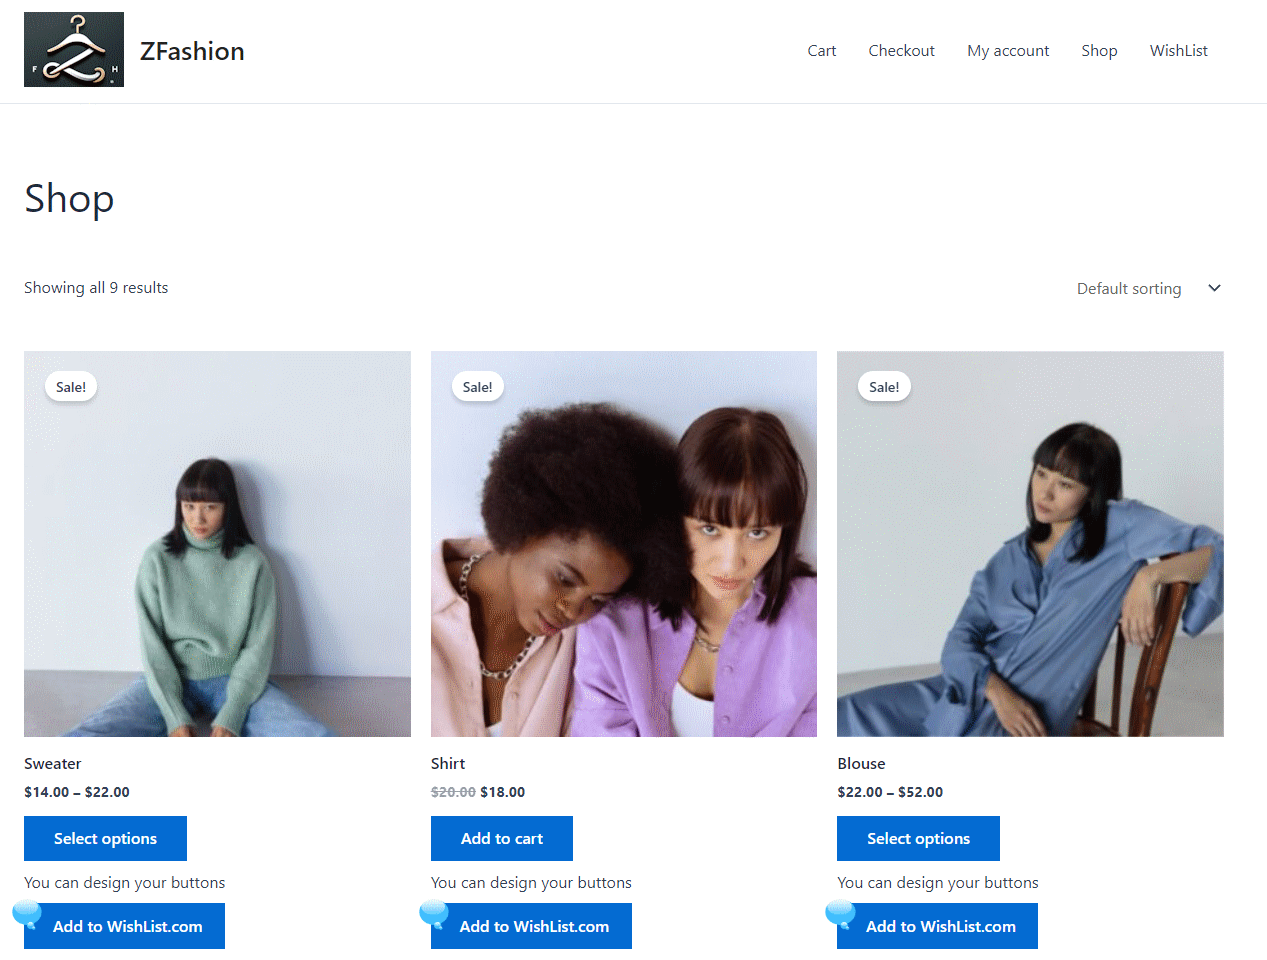 F H
ZFashion
Cart Checkout My account Shop WishList
Shop
Showing all 9 results
Default sorting
Sale! Sale! Sale!
Sweater Shirt Blouse
$14.00 – $22.00 $20.00 $18.00 $22.00 – $52.00
Select options Add to cart Select options
You can design your buttons You can design your buttons You can design your buttons
Add to WishList.com Add to WishList.com Add to WishList.com